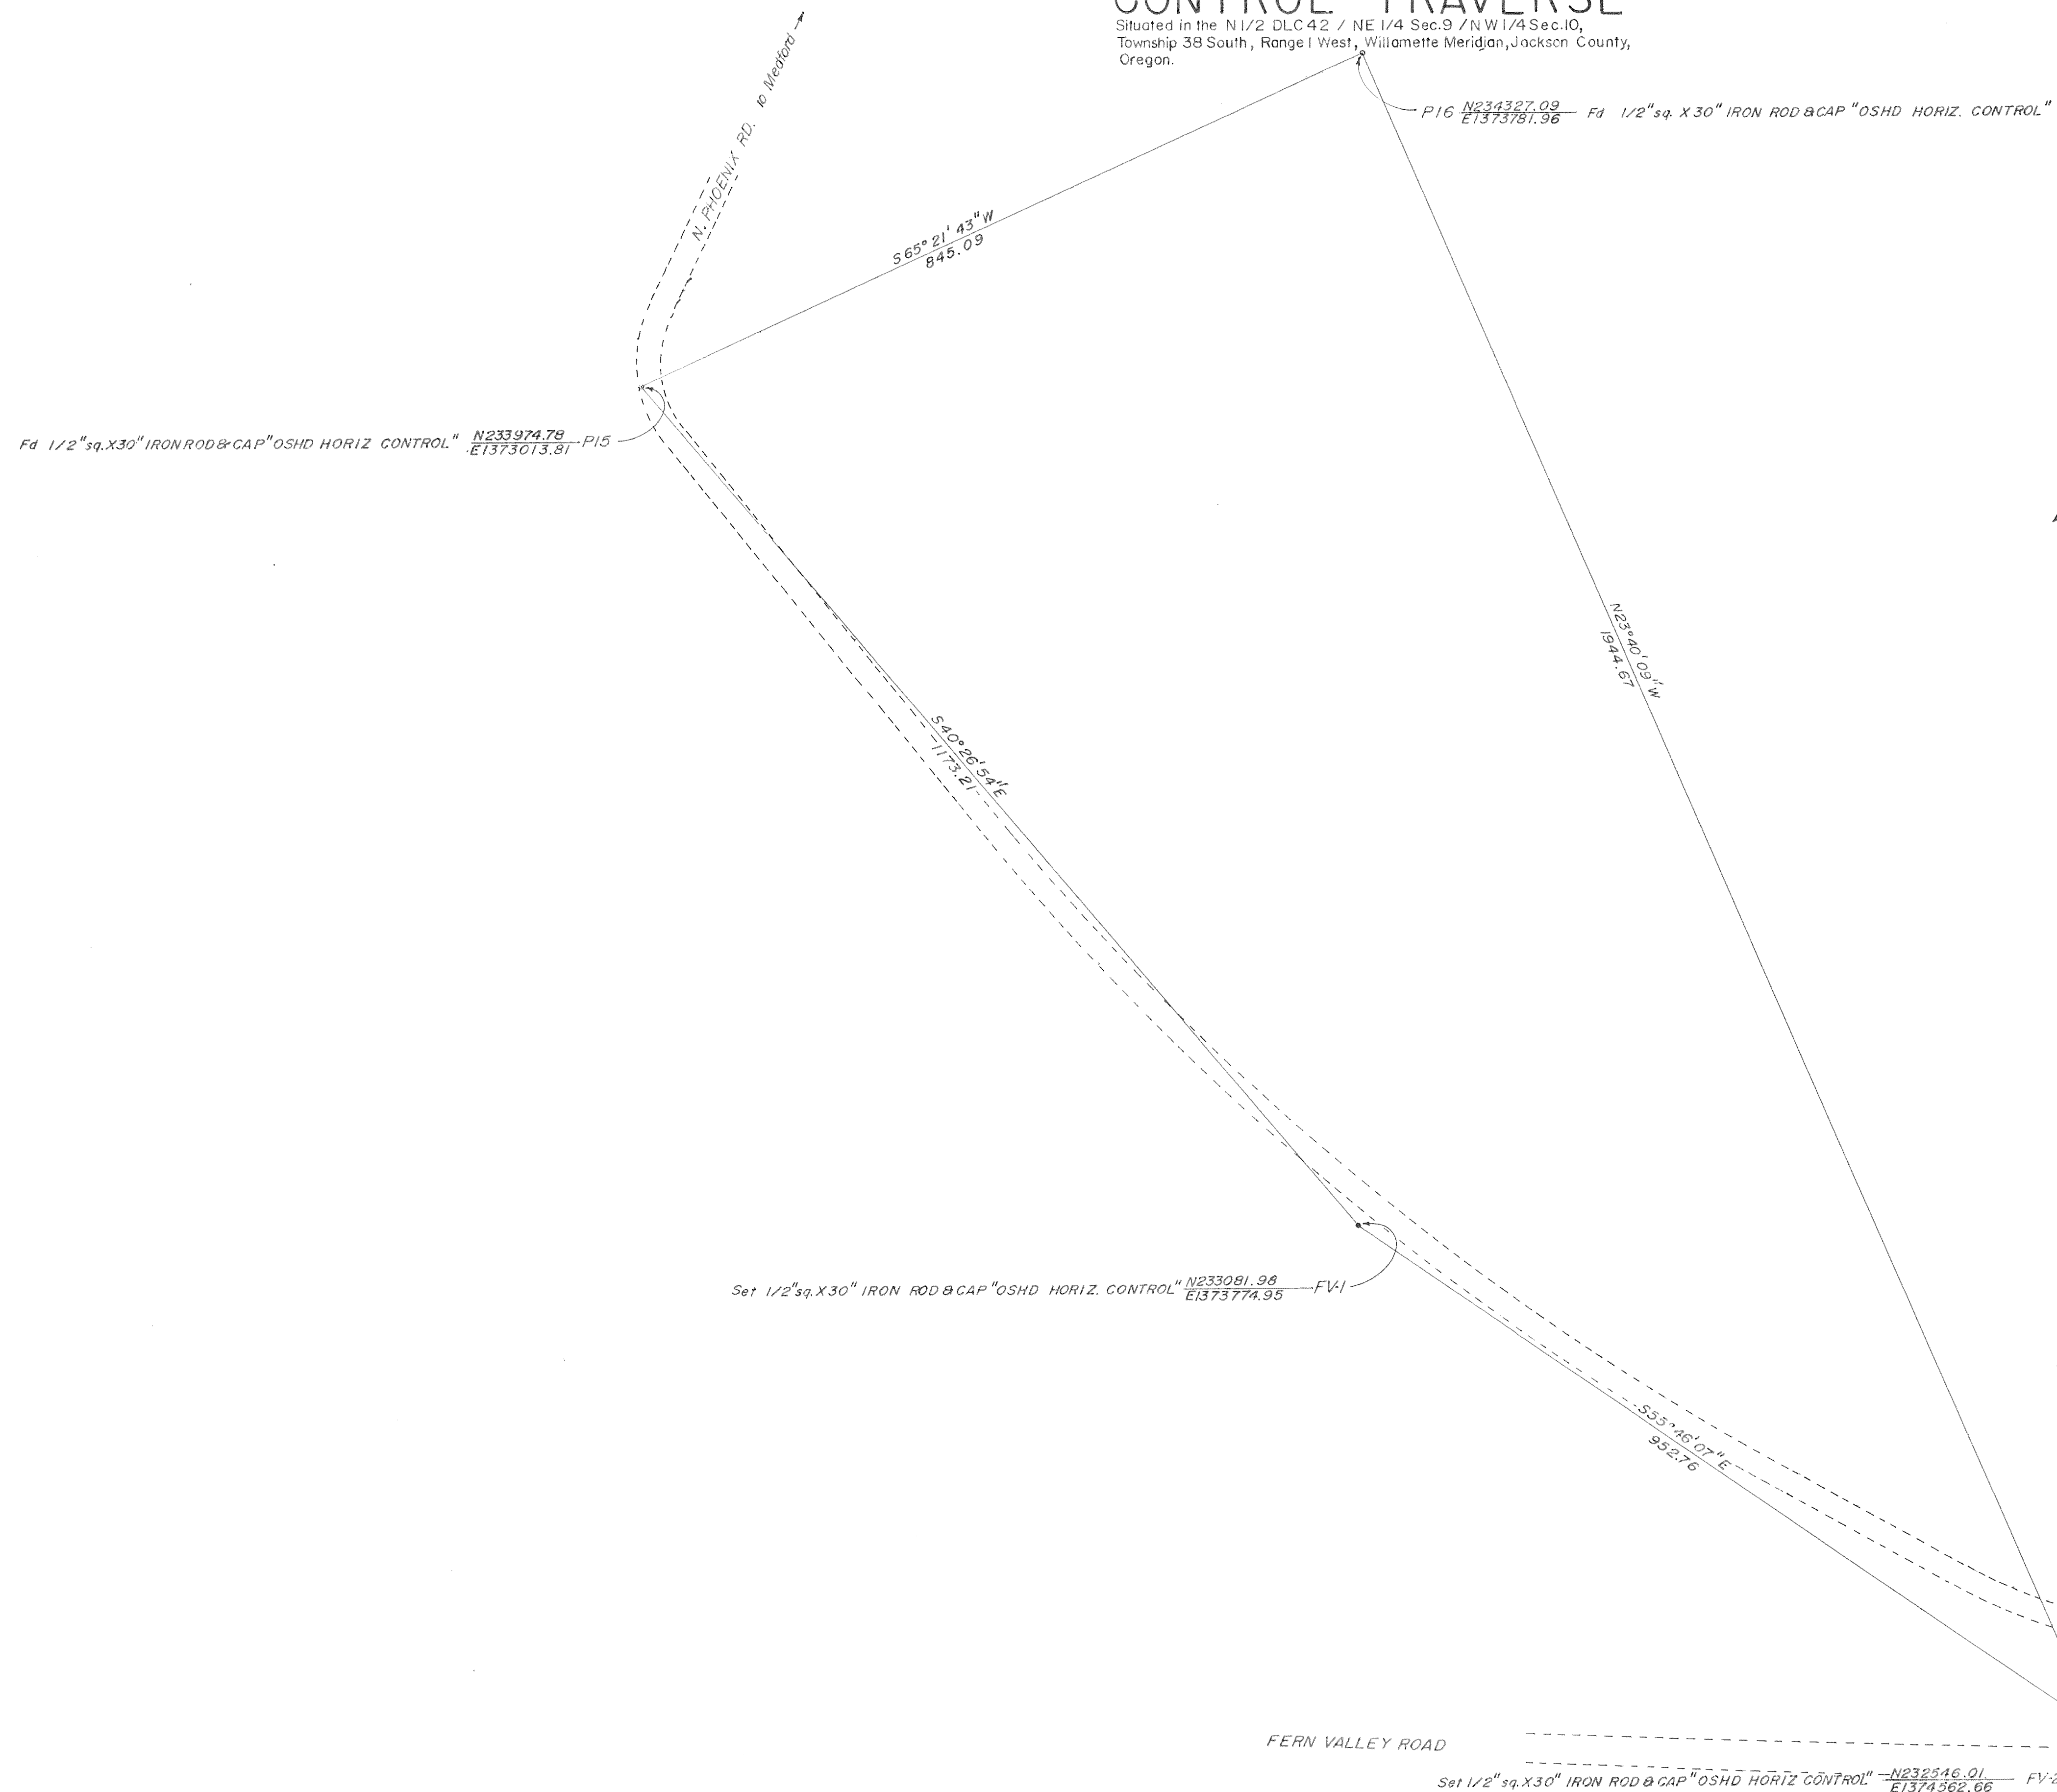 CONTROL TRAVERSE
Situated in the N 1/2 DLC 42 / NE 1/4 Sec. 9 / NW 1/4 Sec. 10,
Township 38 South, Range 1 West, Willamette Meridian, Jackson County,
Oregon.
N. PHOENIX RD. to Medford
P16 N234327.09 Fd 1/2"sq. X 30" IRON ROD & CAP "OSHD HORIZ. CONTROL"
E1373781.96
S 65° 21' 43" W
845.09
Fd 1/2"sq. X 30" IRON ROD & CAP "OSHD HORIZ CONTROL" N233974.78 P15
E1373013.81
N23° 40' 09" W
1944.67
S40° 26' 54" E
1173.21
Set 1/2"sq. X 30" IRON ROD & CAP "OSHD HORIZ. CONTROL" N233081.98 FV-1
E1373774.95
S55° 46' 07" E
952.76
FERN VALLEY ROAD
Set 1/2"sq. X 30" IRON ROD & CAP "OSHD HORIZ CONTROL" N232546.01 FV-2
E1374562.66